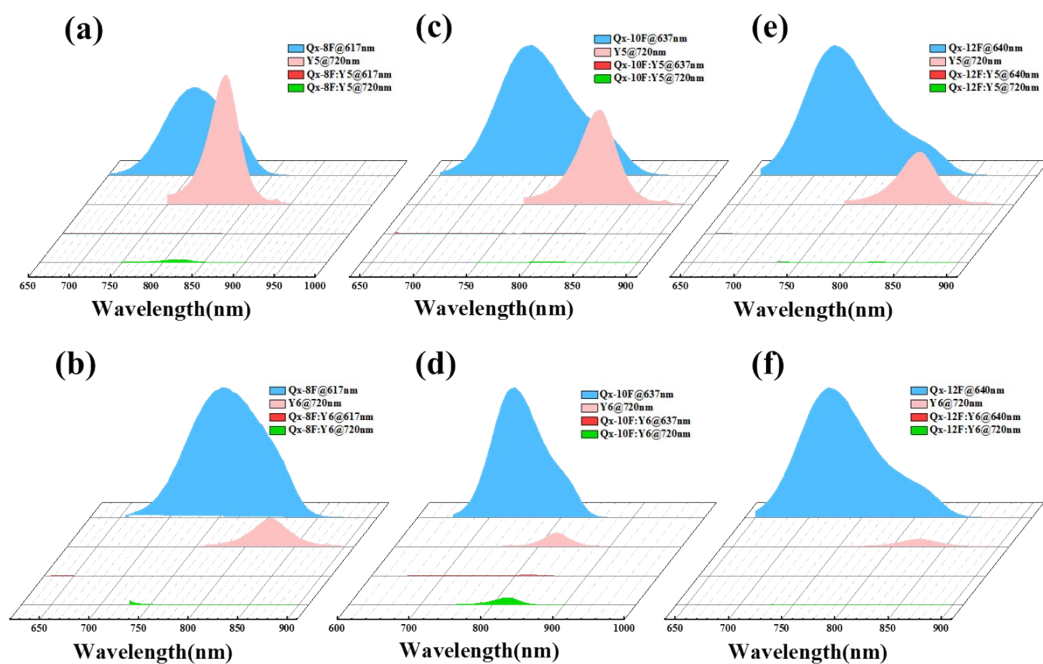 (a)
Qx-8F@617nm
Y5@720nm
Qx-8F:Y5@617nm
Qx-8F:Y5@720nm
650 700 750 800 850 900 950 1000
Wavelength(nm)
(c)
Qx-10F@637nm
Y5@720nm
Qx-10F:Y5@637nm
Qx-10F:Y5@720nm
650 700 750 800 850 900
Wavelength(nm)
(e)
Qx-12F@640nm
Y5@720nm
Qx-12F:Y5@640nm
Qx-12F:Y5@720nm
650 700 750 800 850 900
Wavelength(nm)
(b)
Qx-8F@617nm
Y6@720nm
Qx-8F:Y6@617nm
Qx-8F:Y6@720nm
650 700 750 800 850 900
Wavelength(nm)
(d)
Qx-10F@637nm
Y6@720nm
Qx-10F:Y6@637nm
Qx-10F:Y6@720nm
600 700 800 900 1000
Wavelength(nm)
(f)
Qx-12F@640nm
Y6@720nm
Qx-12F:Y6@640nm
Qx-12F:Y6@720nm
650 700 750 800 850 900
Wavelength(nm)